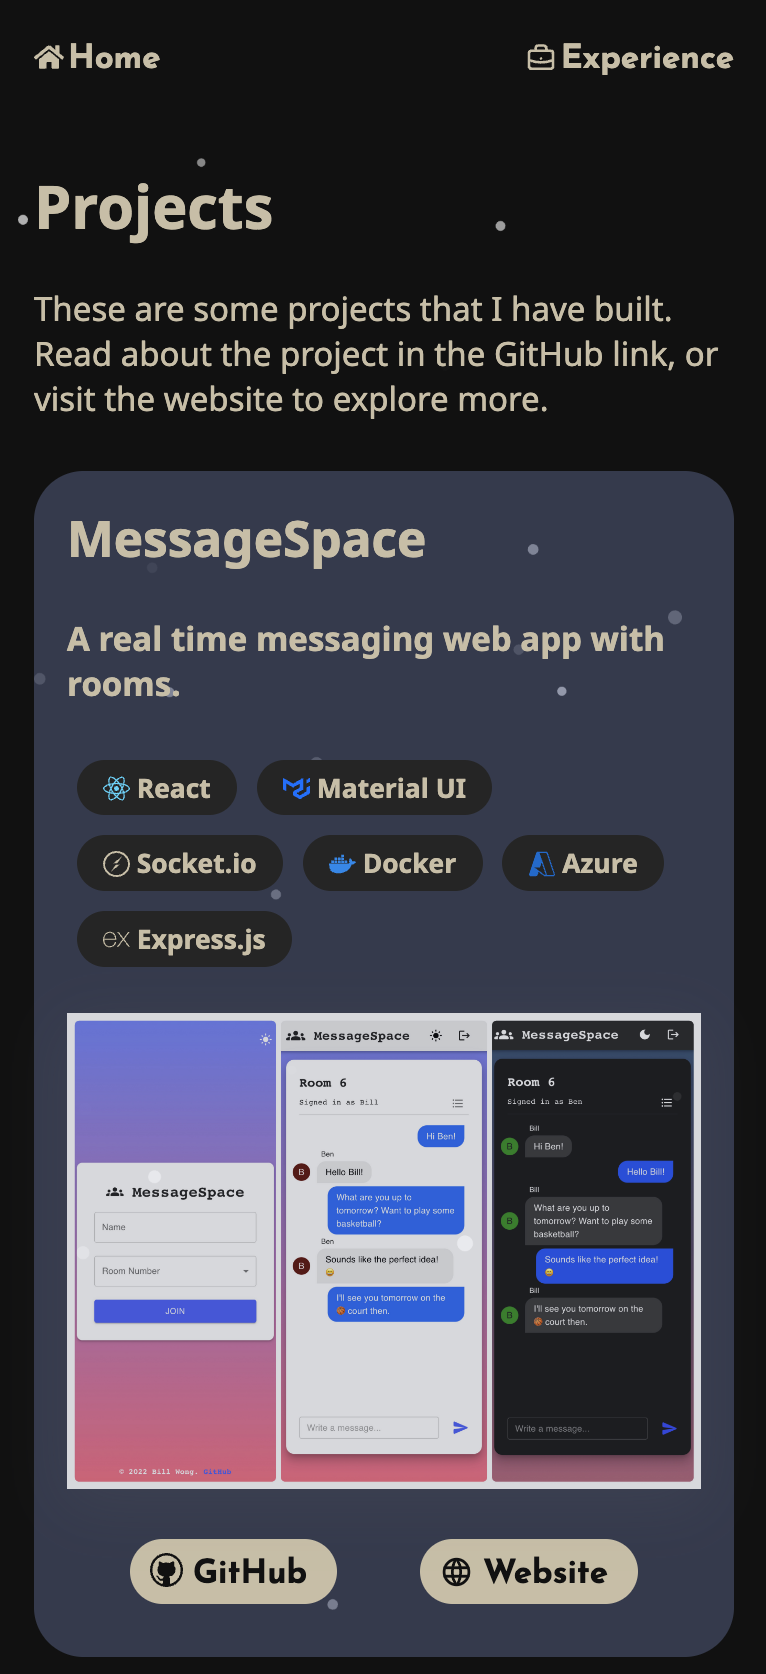 Home
Experience
Projects
These are some projects that I have built.
Read about the project in the GitHub link, or
visit the website to explore more.
MessageSpace
A real time messaging web app with
rooms.
React
Material UI
Socket.io
Docker
Azure
ex Express.js
MessageSpace
Name
Room Number
JOIN
© 2022 Bill Wong. GitHub
MessageSpace
Room 6
Signed in as Bill
Hi Ben!
Ben
B
Hello Bill!
What are you up to
tomorrow? Want to play some
basketball?
Ben
B
Sounds like the perfect idea!
😄
I'll see you tomorrow on the
🏀 court then.
Write a message...
MessageSpace
Room 6
Signed in as Ben
Bill
B
Hi Ben!
Hello Bill!
Bill
B
What are you up to
tomorrow? Want to play some
basketball?
Sounds like the perfect idea!
😄
Bill
B
I'll see you tomorrow on the
🏀 court then.
Write a message...
GitHub
Website